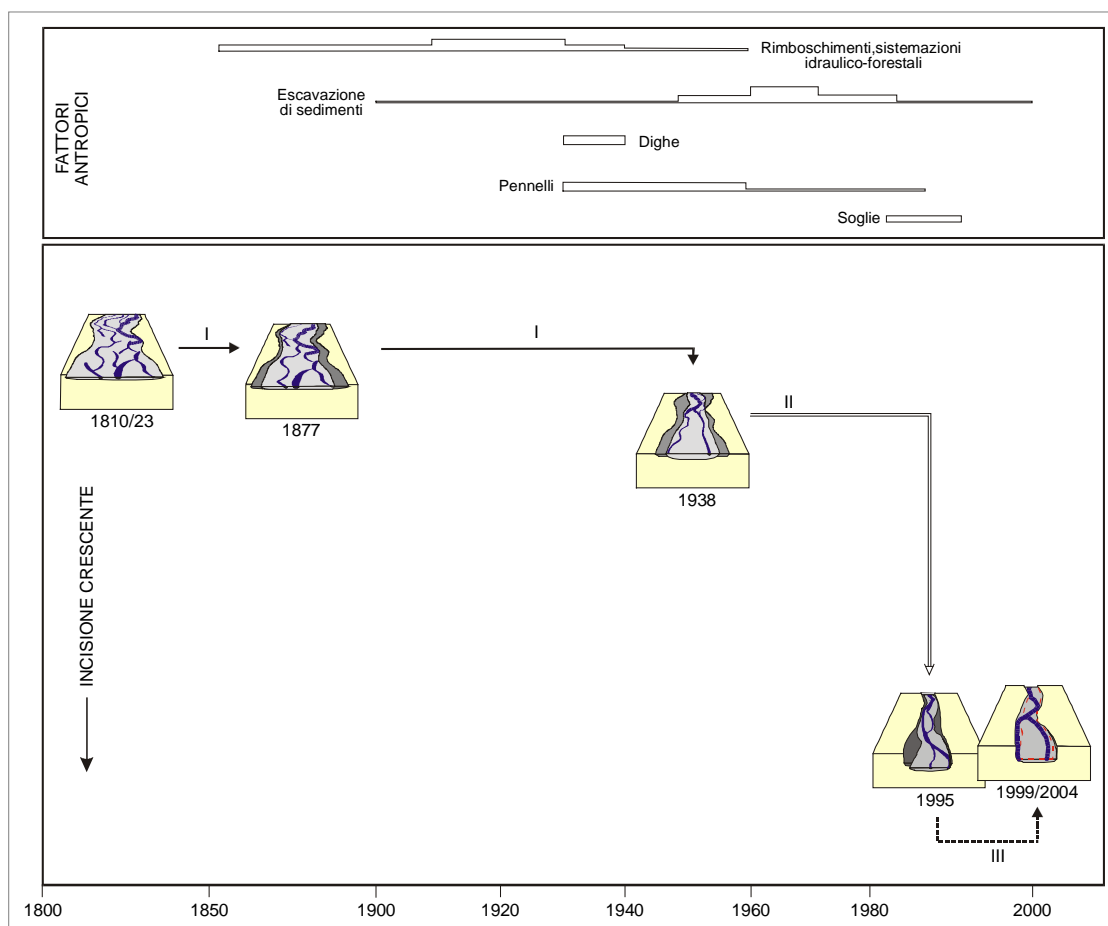 FATTORI
ANTROPICI
Rimboschimenti,sistemazioni
idraulico-forestali
Escavazione
di sedimenti
Dighe
Pennelli
Soglie
I
I
II
1810/23
1877
1938
INCISIONE CRESCENTE
1995
1999/2004
III
1800
1850
1900
1920
1940
1960
1980
2000